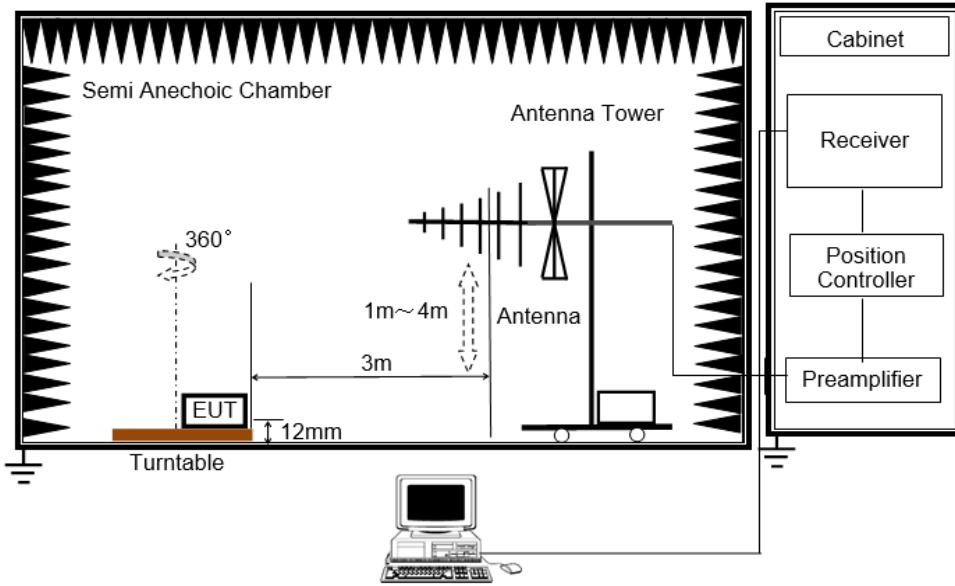 Semi Anechoic Chamber
Antenna Tower
360°
1m～4m
Antenna
3m
EUT
12mm
Turntable
Cabinet
Receiver
Position
Controller
Preamplifier